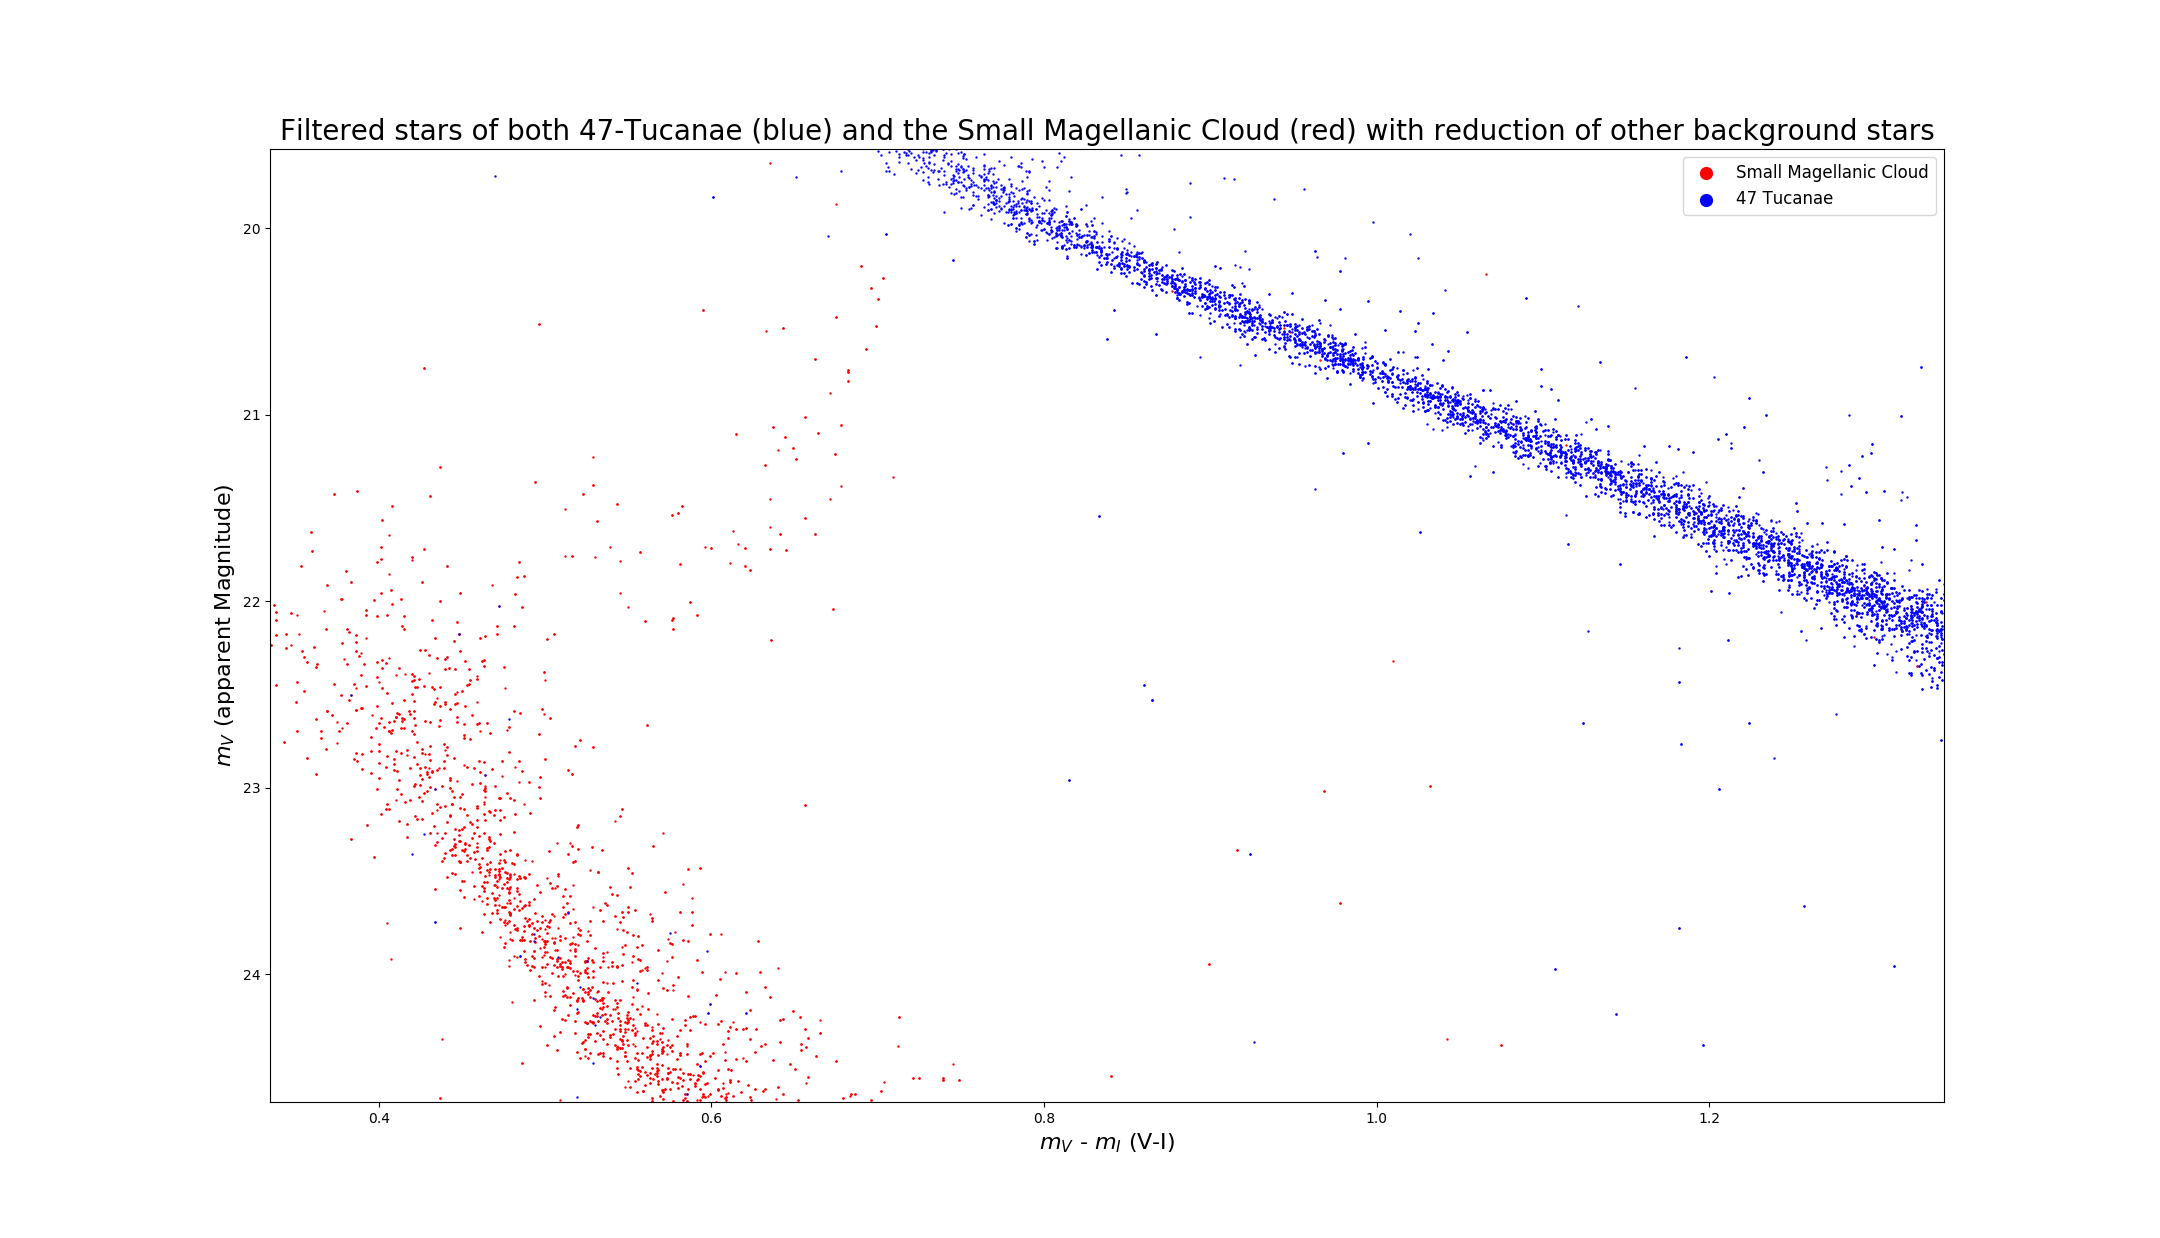 Filtered stars of both 47-Tucanae (blue) and the Small Magellanic Cloud (red) with reduction of other background stars
Small Magellanic Cloud
47 Tucanae
20
21
22
23
24
m_V (apparent Magnitude)
0.4
0.6
0.8
1.0
1.2
m_V - m_I (V-I)